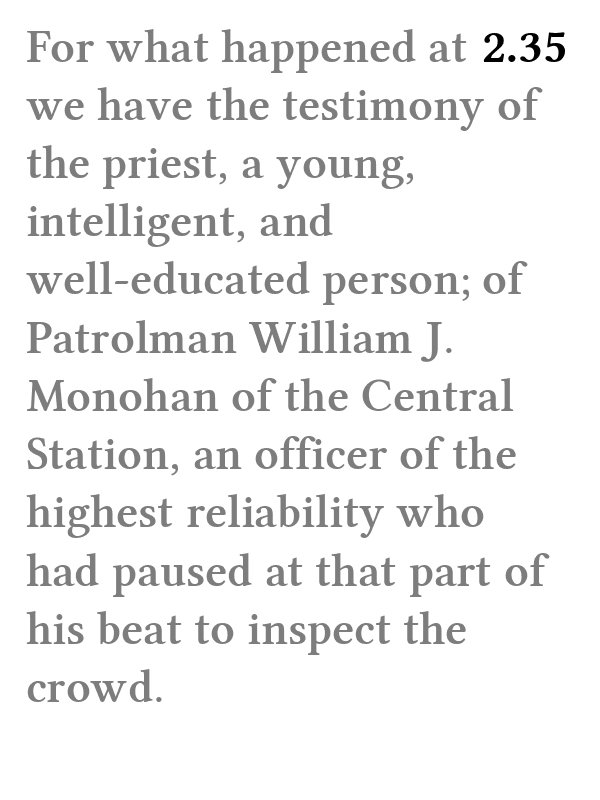 For what happened at 2.35
we have the testimony of
the priest, a young,
intelligent, and
well-educated person; of
Patrolman William J.
Monohan of the Central
Station, an officer of the
highest reliability who
had paused at that part of
his beat to inspect the
crowd.